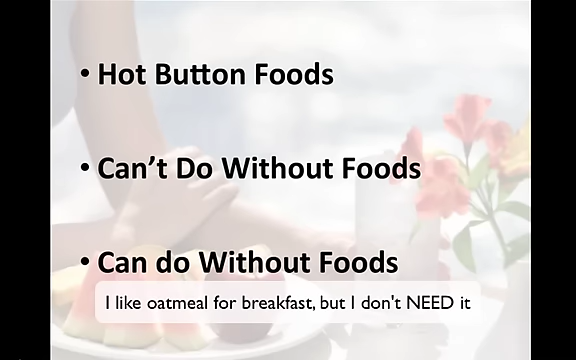 • Hot Button Foods
• Can't Do Without Foods
• Can do Without Foods
I like oatmeal for breakfast, but I don't NEED it